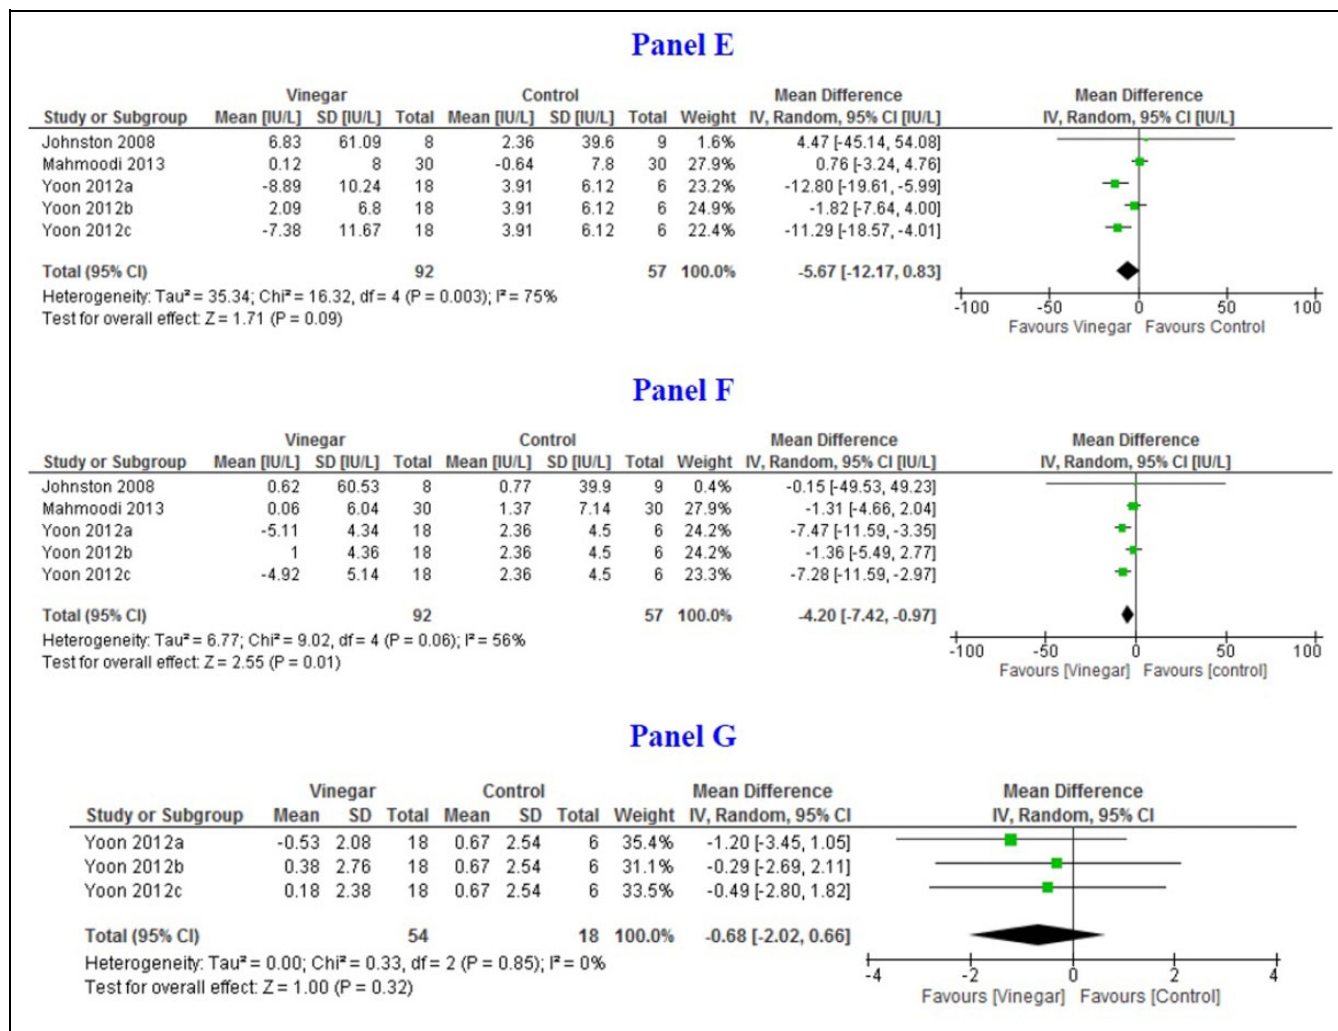 Panel E
Vinegar Control Mean Difference Mean Difference
Study or Subgroup Mean [IU/L] SD [IU/L] Total Mean [IU/L] SD [IU/L] Total Weight IV, Random, 95% CI [IU/L] IV, Random, 95% CI [IU/L]
Johnston 2008 6.83 61.09 8 2.36 39.6 9 1.6% 4.47 [-45.14, 54.08]
Mahmoodi 2013 0.12 8 30 -0.64 7.8 30 27.9% 0.76 [-3.24, 4.76]
Yoon 2012a -8.89 10.24 18 3.91 6.12 6 23.2% -12.80 [-19.61, -5.99]
Yoon 2012b 2.09 6.8 18 3.91 6.12 6 24.9% -1.82 [-7.64, 4.00]
Yoon 2012c -7.38 11.67 18 3.91 6.12 6 22.4% -11.29 [-18.57, -4.01]
Total (95% CI) 92 57 100.0% -5.67 [-12.17, 0.83]
Heterogeneity: Tau² = 35.34; Chi² = 16.32, df = 4 (P = 0.003); I² = 75%
Test for overall effect: Z = 1.71 (P = 0.09)
-100 -50 0 50 100
Favours Vinegar Favours Control
Panel F
Vinegar Control Mean Difference Mean Difference
Study or Subgroup Mean [IU/L] SD [IU/L] Total Mean [IU/L] SD [IU/L] Total Weight IV, Random, 95% CI [IU/L] IV, Random, 95% CI [IU/L]
Johnston 2008 0.62 60.53 8 0.77 39.9 9 0.4% -0.15 [-49.53, 49.23]
Mahmoodi 2013 0.06 6.04 30 1.37 7.14 30 27.9% -1.31 [-4.66, 2.04]
Yoon 2012a -5.11 4.34 18 2.36 4.5 6 24.2% -7.47 [-11.59, -3.35]
Yoon 2012b 1 4.36 18 2.36 4.5 6 24.2% -1.36 [-5.49, 2.77]
Yoon 2012c -4.92 5.14 18 2.36 4.5 6 23.3% -7.28 [-11.59, -2.97]
Total (95% CI) 92 57 100.0% -4.20 [-7.42, -0.97]
Heterogeneity: Tau² = 6.77; Chi² = 9.02, df = 4 (P = 0.06); I² = 56%
Test for overall effect: Z = 2.55 (P = 0.01)
-100 -50 0 50 100
Favours [Vinegar] Favours [control]
Panel G
Vinegar Control Mean Difference Mean Difference
Study or Subgroup Mean SD Total Mean SD Total Weight IV, Random, 95% CI IV, Random, 95% CI
Yoon 2012a -0.53 2.08 18 0.67 2.54 6 35.4% -1.20 [-3.45, 1.05]
Yoon 2012b 0.38 2.76 18 0.67 2.54 6 31.1% -0.29 [-2.69, 2.11]
Yoon 2012c 0.18 2.38 18 0.67 2.54 6 33.5% -0.49 [-2.80, 1.82]
Total (95% CI) 54 18 100.0% -0.68 [-2.02, 0.66]
Heterogeneity: Tau² = 0.00; Chi² = 0.33, df = 2 (P = 0.85); I² = 0%
Test for overall effect: Z = 1.00 (P = 0.32)
-4 -2 0 2 4
Favours [Vinegar] Favours [Control]